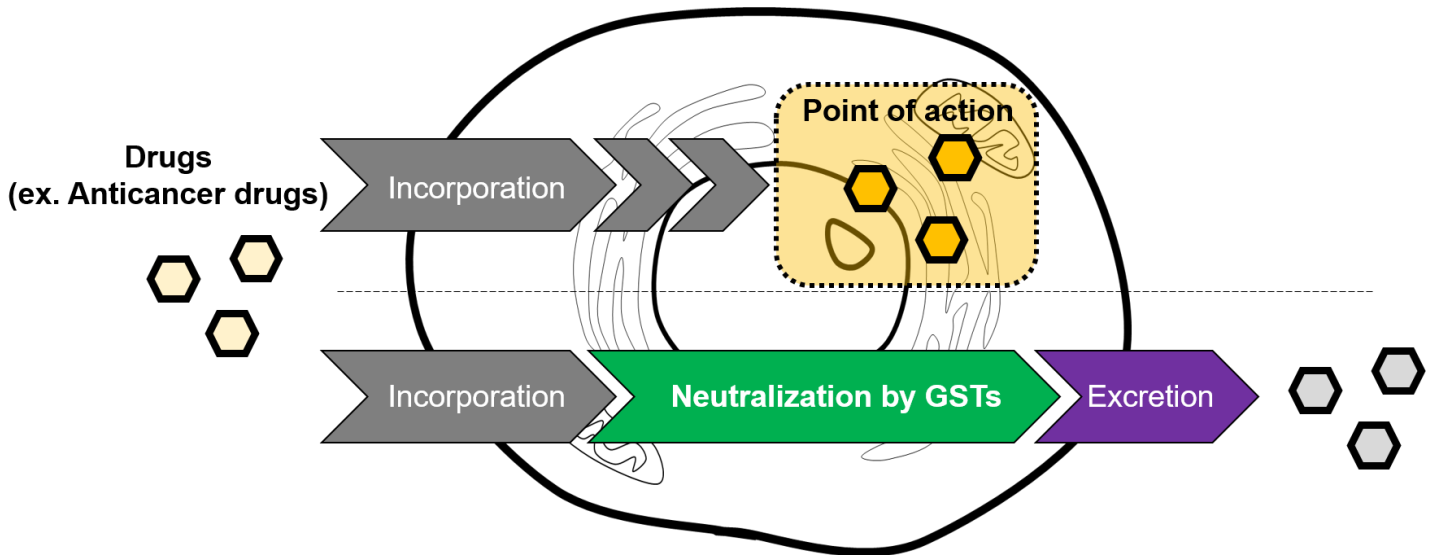 Point of action
Drugs
(ex. Anticancer drugs)
Incorporation
Incorporation
Neutralization by GSTs
Excretion